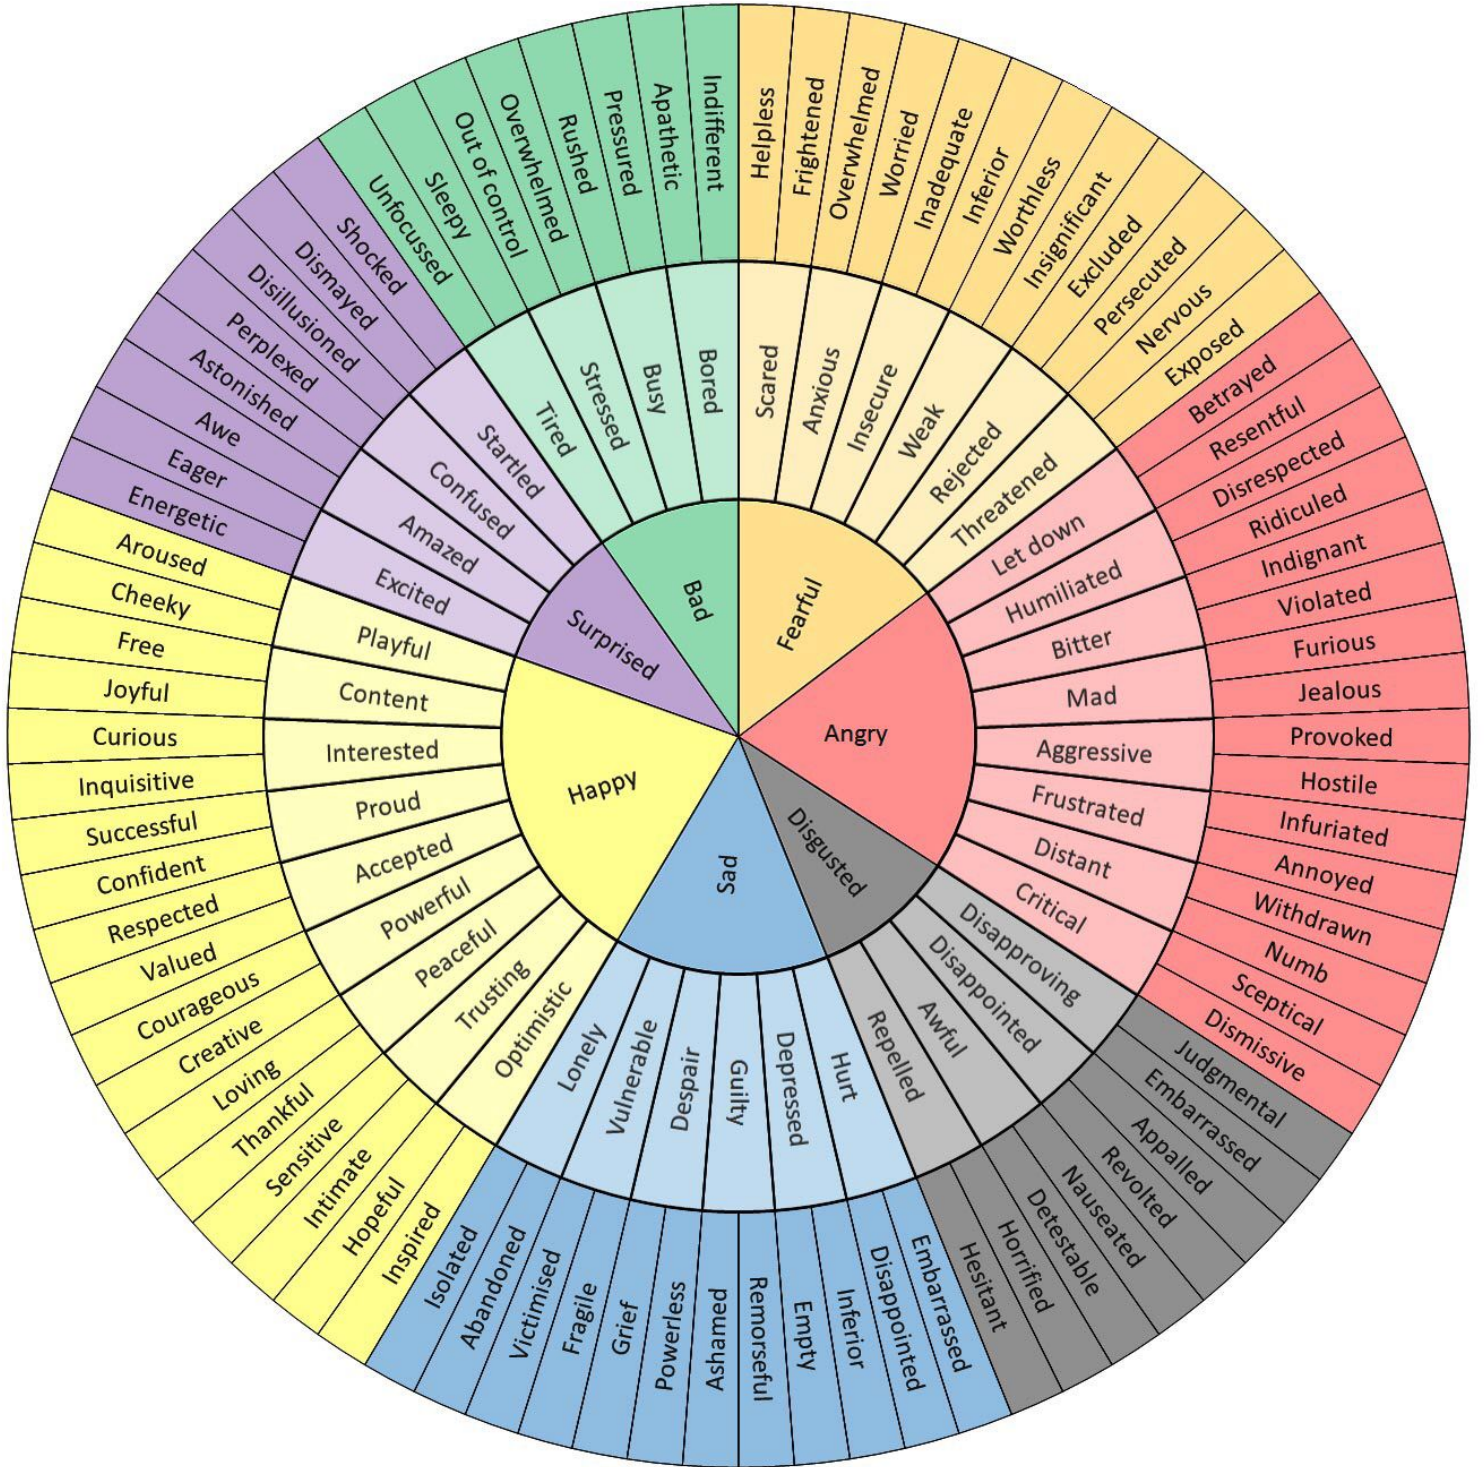 Fearful
Angry
Disgusted
Sad
Happy
Surprised
Bad
Scared
Anxious
Insecure
Weak
Rejected
Threatened
Let down
Humiliated
Bitter
Mad
Aggressive
Frustrated
Distant
Critical
Disapproving
Disappointed
Awful
Repelled
Hurt
Depressed
Guilty
Despair
Vulnerable
Lonely
Optimistic
Trusting
Peaceful
Powerful
Accepted
Proud
Interested
Content
Playful
Excited
Amazed
Confused
Startled
Tired
Stressed
Busy
Bored
Helpless
Frightened
Overwhelmed
Worried
Inadequate
Inferior
Worthless
Insignificant
Excluded
Persecuted
Nervous
Exposed
Betrayed
Resentful
Disrespected
Ridiculed
Indignant
Violated
Furious
Jealous
Provoked
Hostile
Infuriated
Annoyed
Withdrawn
Numb
Sceptical
Dismissive
Judgmental
Embarrassed
Appalled
Revolted
Nauseated
Detestable
Horrified
Hesitant
Embarrassed
Disappointed
Inferior
Empty
Remorseful
Ashamed
Powerless
Grief
Fragile
Victimised
Abandoned
Isolated
Inspired
Hopeful
Intimate
Sensitive
Thankful
Loving
Creative
Courageous
Valued
Respected
Confident
Successful
Inquisitive
Curious
Joyful
Free
Cheeky
Aroused
Energetic
Eager
Awe
Astonished
Perplexed
Disillusioned
Dismayed
Shocked
Unfocussed
Sleepy
Out of control
Overwhelmed
Rushed
Pressured
Apathetic
Indifferent